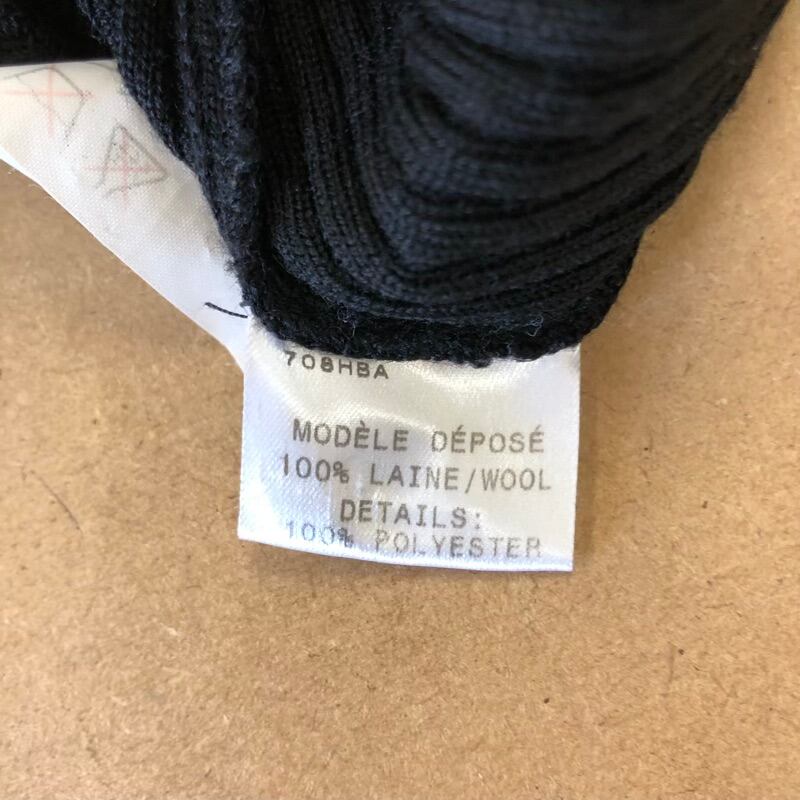 708HBA
MODÈLE DÉPOSÉ
100% LAINE/WOOL
DETAILS:
100% POLYESTER